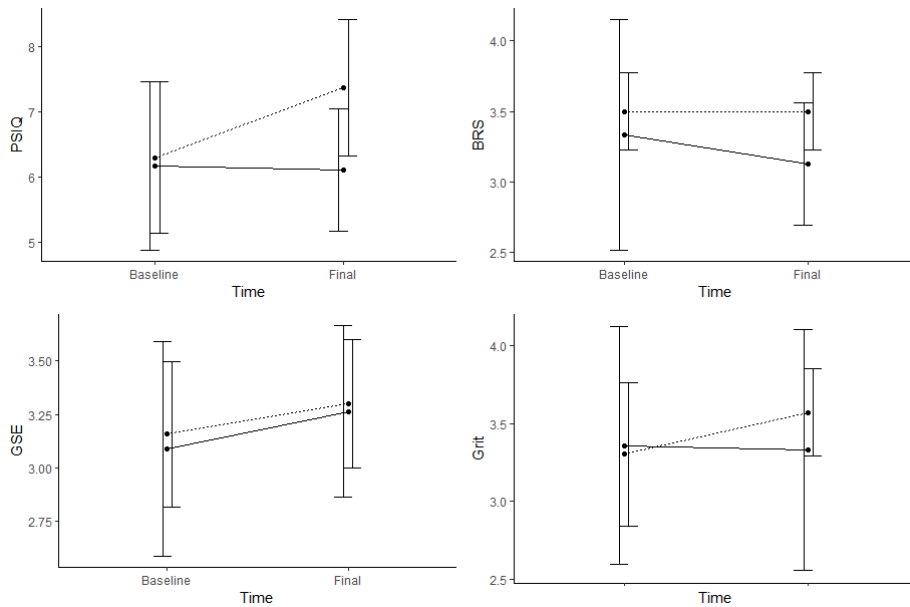 PSIQ
8
7
6
5
Baseline Final
Time
BRS
4.0
3.5
3.0
2.5
Baseline Final
Time
GSE
3.50
3.25
3.00
2.75
Baseline Final
Time
Grit
4.0
3.5
3.0
2.5
Time